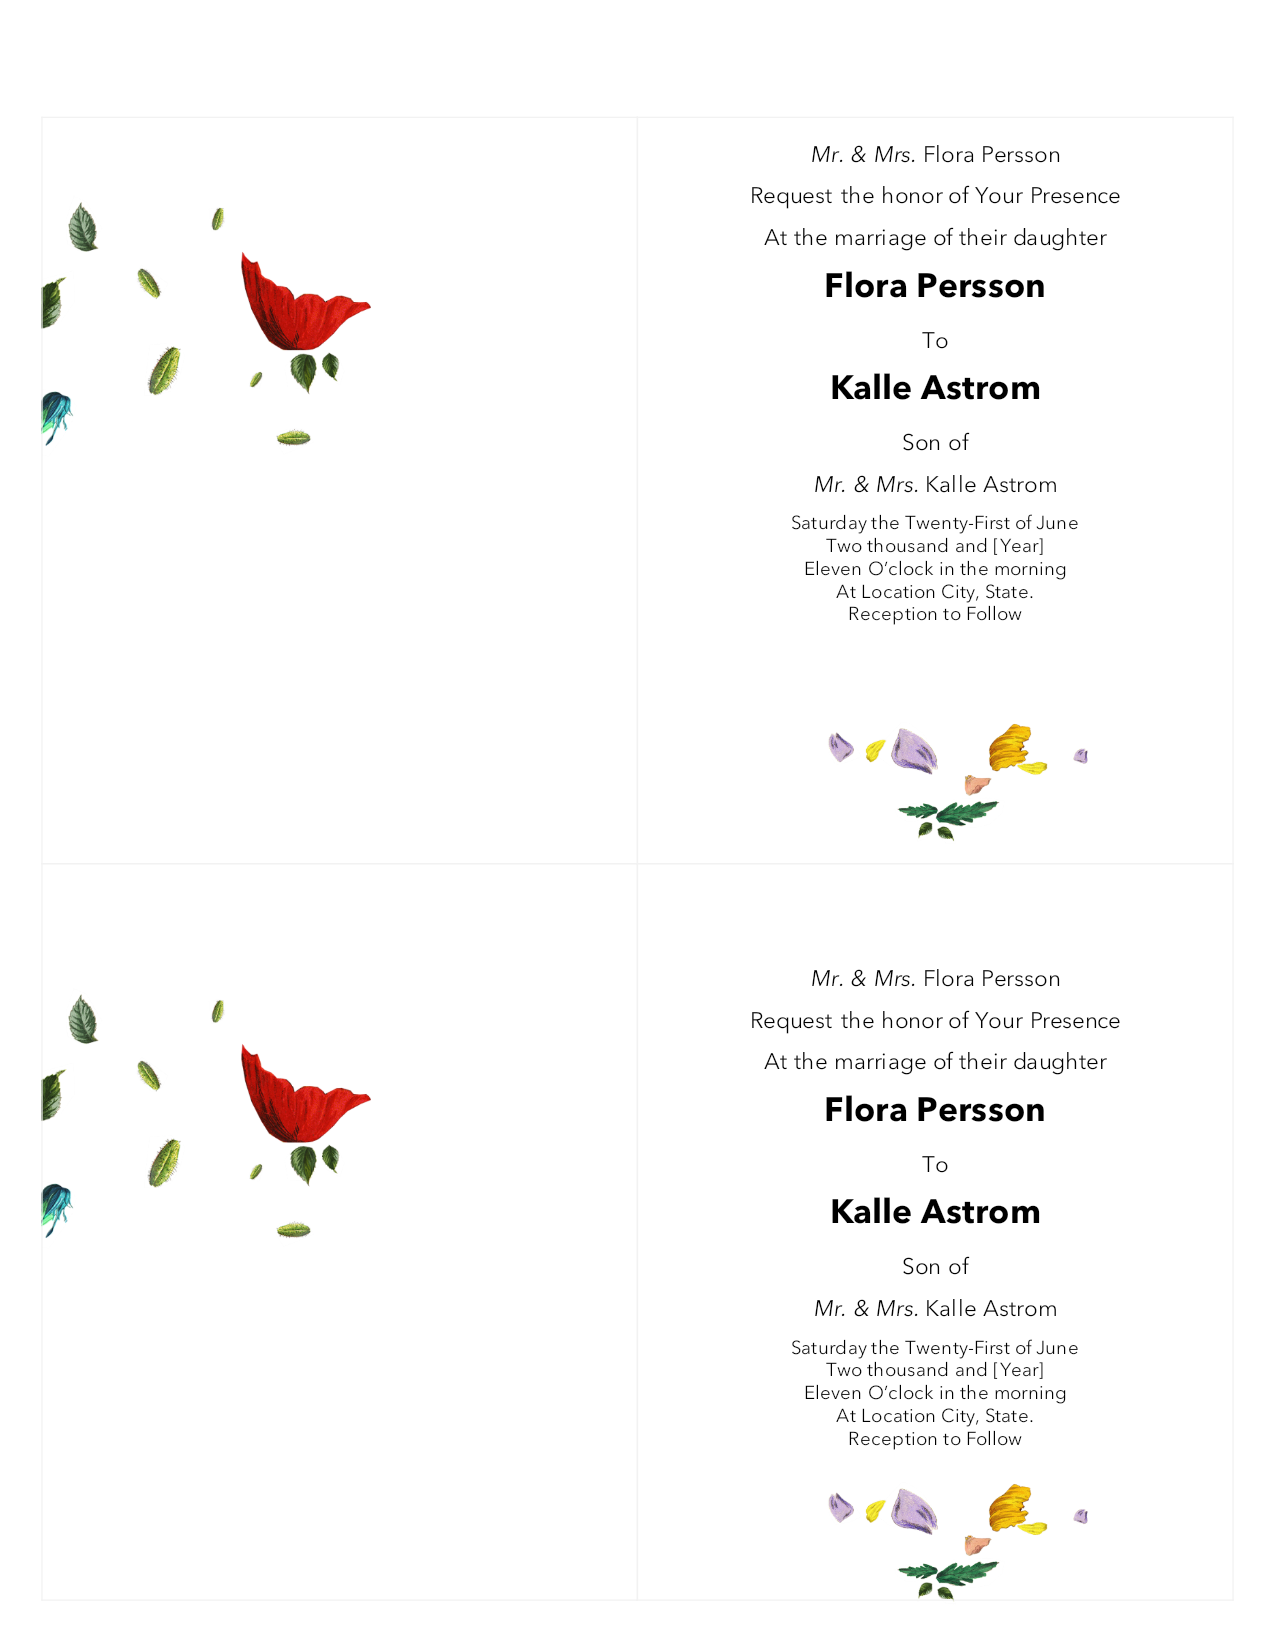 Mr. & Mrs. Flora Persson
Request the honor of Your Presence
At the marriage of their daughter
Flora Persson
To
Kalle Astrom
Son of
Mr. & Mrs. Kalle Astrom
Saturday the Twenty-First of June
Two thousand and [Year]
Eleven O’clock in the morning
At Location City, State.
Reception to Follow
Mr. & Mrs. Flora Persson
Request the honor of Your Presence
At the marriage of their daughter
Flora Persson
To
Kalle Astrom
Son of
Mr. & Mrs. Kalle Astrom
Saturday the Twenty-First of June
Two thousand and [Year]
Eleven O’clock in the morning
At Location City, State.
Reception to Follow